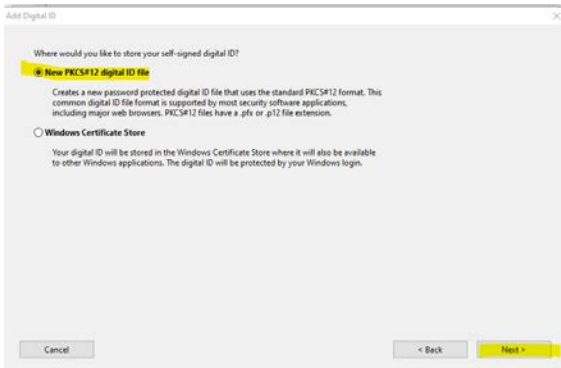 Add Digital ID
Where would you like to store your self-signed digital ID?
New PKCS#12 digital ID file
Creates a new password protected digital ID file that uses the standard PKCS#12 format. This
common digital ID file format is supported by most security software applications,
including major web browsers. PKCS#12 files have a .pfx or .p12 file extension.
Windows Certificate Store
Your digital ID will be stored in the Windows Certificate Store where it will also be available
to other Windows applications. The digital ID will be protected by your Windows login.
Cancel
< Back
Next >